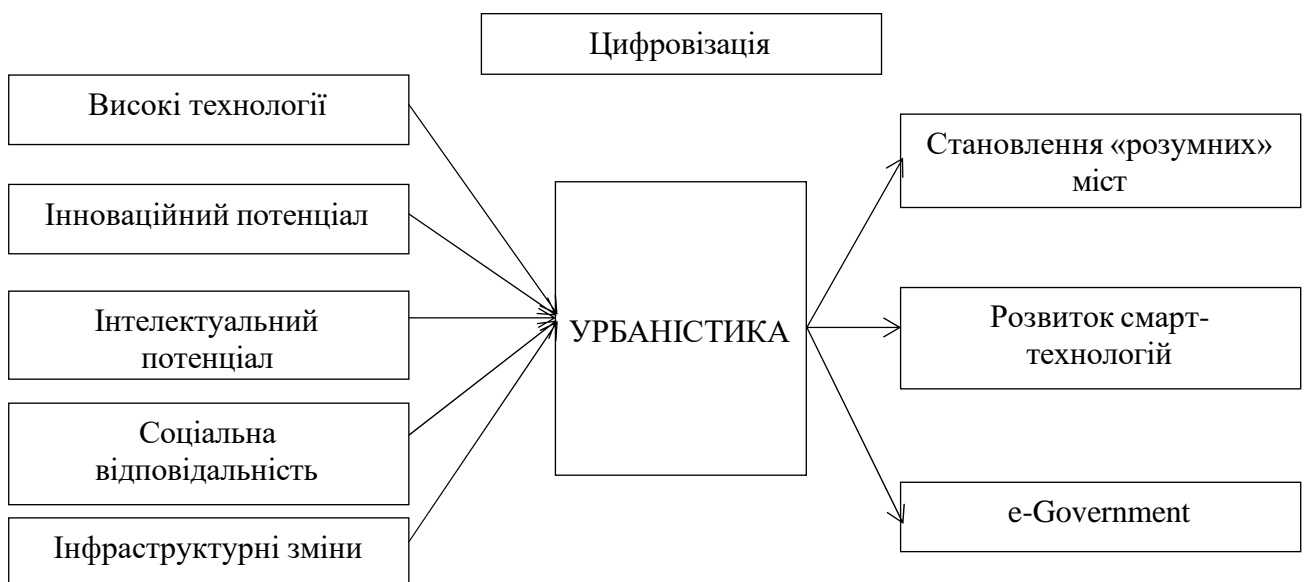 Цифровізація
Високі технології
Інноваційний потенціал
Інтелектуальний
потенціал
Соціальна
відповідальність
Інфраструктурні зміни
УРБАНІСТИКА
Становлення «розумних»
міст
Розвиток смарт-
технологій
e-Government